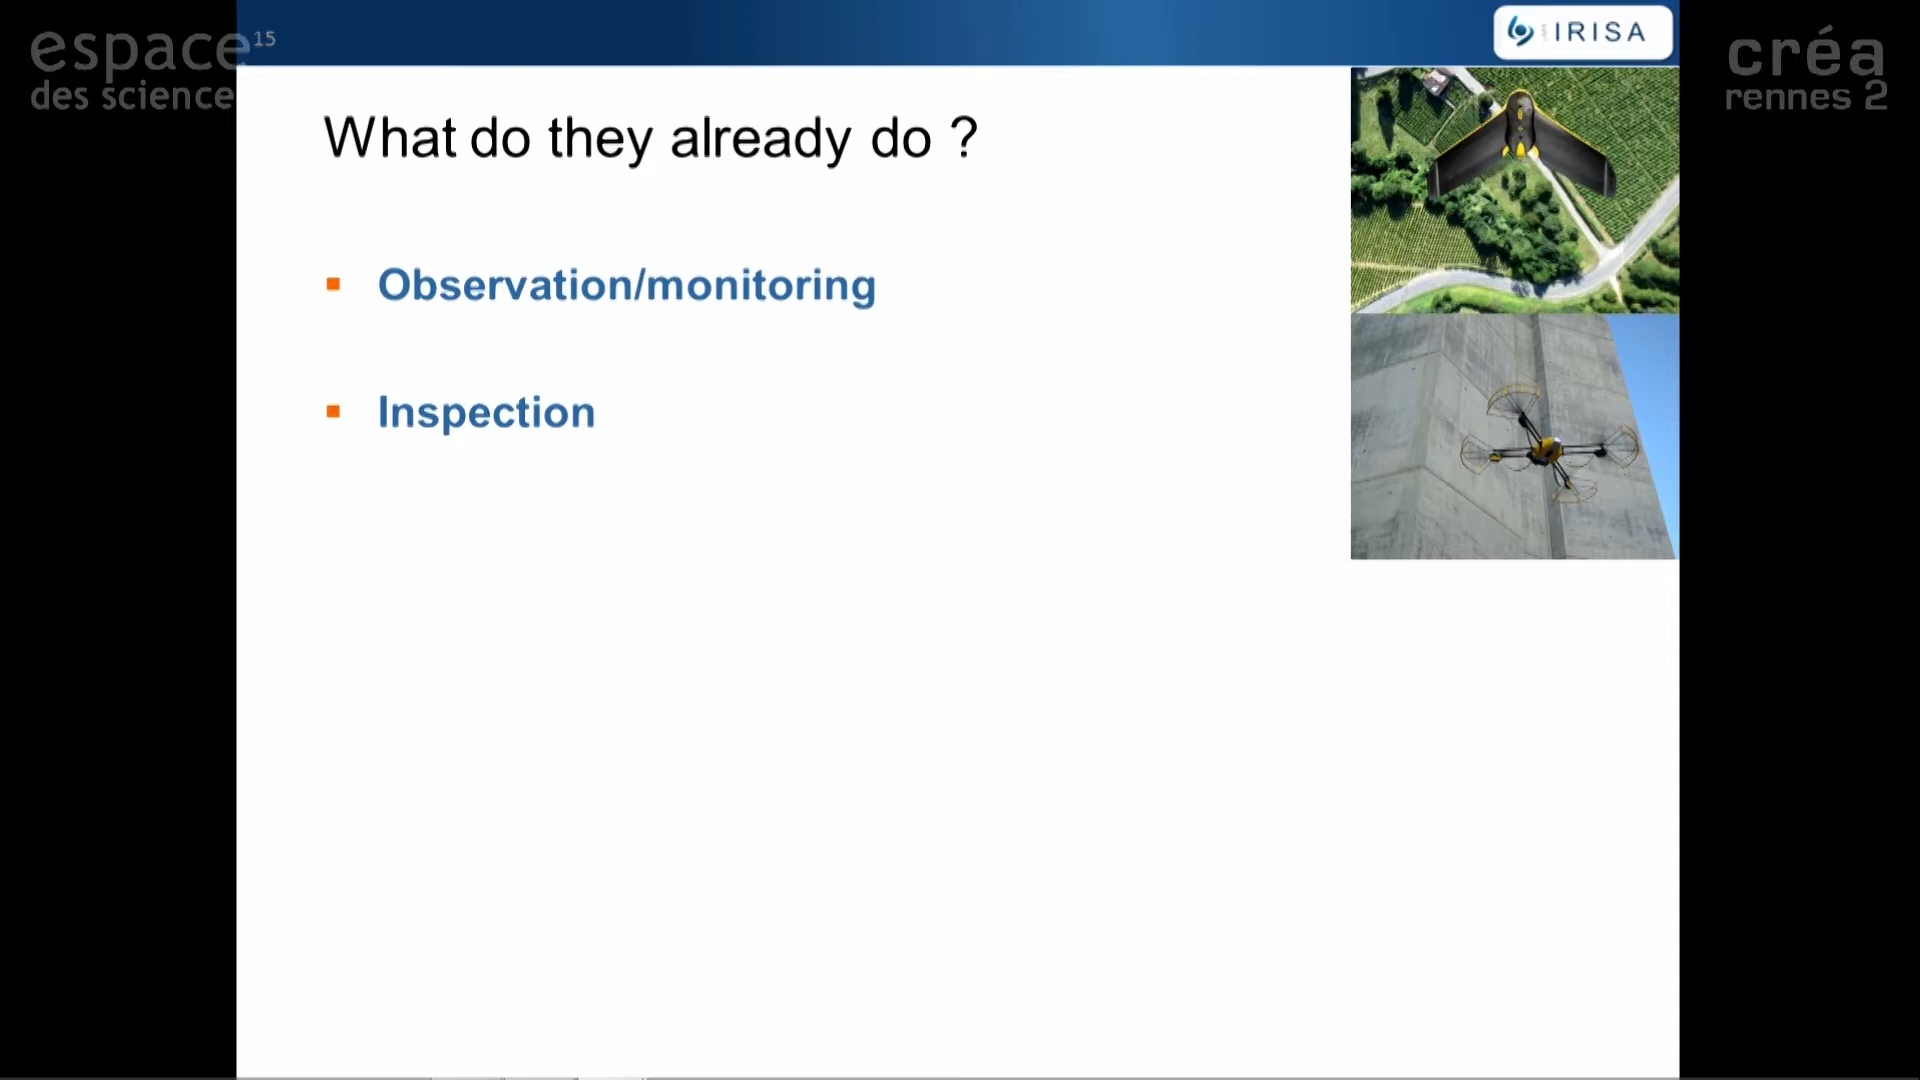 espace
des science
15
IRISA
créa
rennes 2
What do they already do ?
Observation/monitoring
Inspection